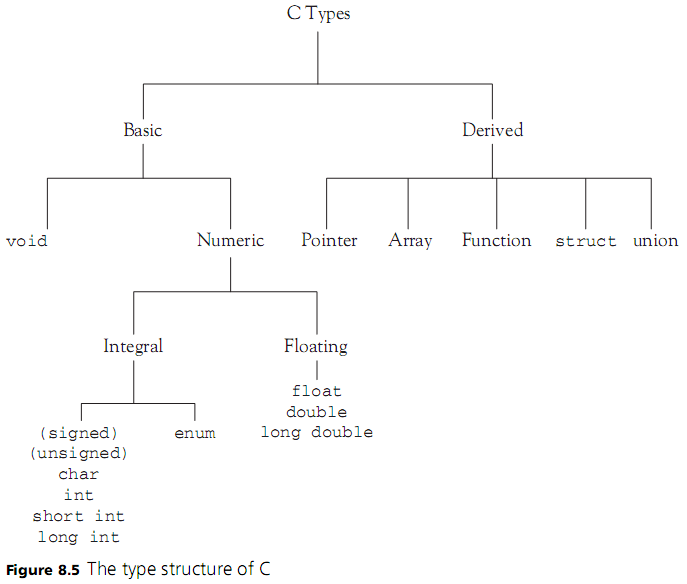 C Types
Basic Derived
void Numeric Pointer Array Function struct union
Integral Floating
float
double
(signed) enum long double
(unsigned)
char
int
short int
long int
Figure 8.5 The type structure of C